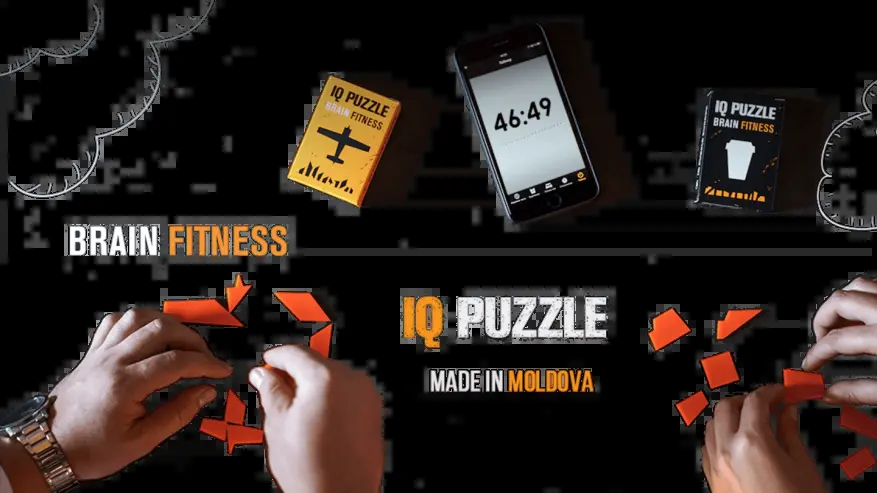 IQ PUZZLE
BRAIN FITNESS
46:49
IQ PUZZLE
BRAIN FITNESS
BRAIN FITNESS
IQ PUZZLE
MADE IN MOLDOVA